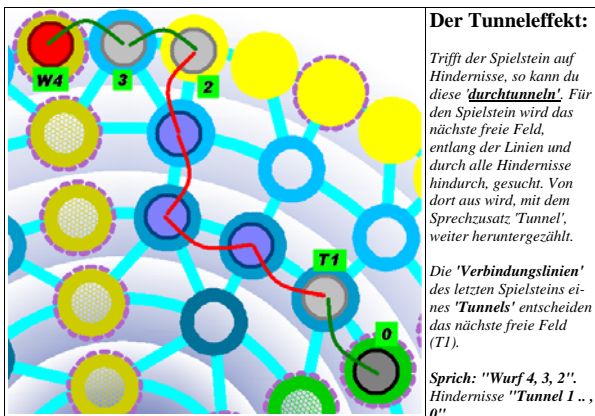 W4
3
2
T1
0
Der Tunneleffekt:
Trifft der Spielstein auf
Hindernisse, so kann du
diese 'durchtunneln'. Für
den Spielstein wird das
nächste freie Feld,
entlang der Linien und
durch alle Hindernisse
hindurch, gesucht. Von
dort aus wird, mit dem
Sprechzusatz 'Tunnel',
weiter heruntergezählt.
Die 'Verbindungslinien'
des letzten Spielsteins ei-
nes 'Tunnels' entscheiden
das nächste freie Feld
(T1).
Sprich: "Wurf 4, 3, 2".
Hindernisse "Tunnel 1 .. ,
0"